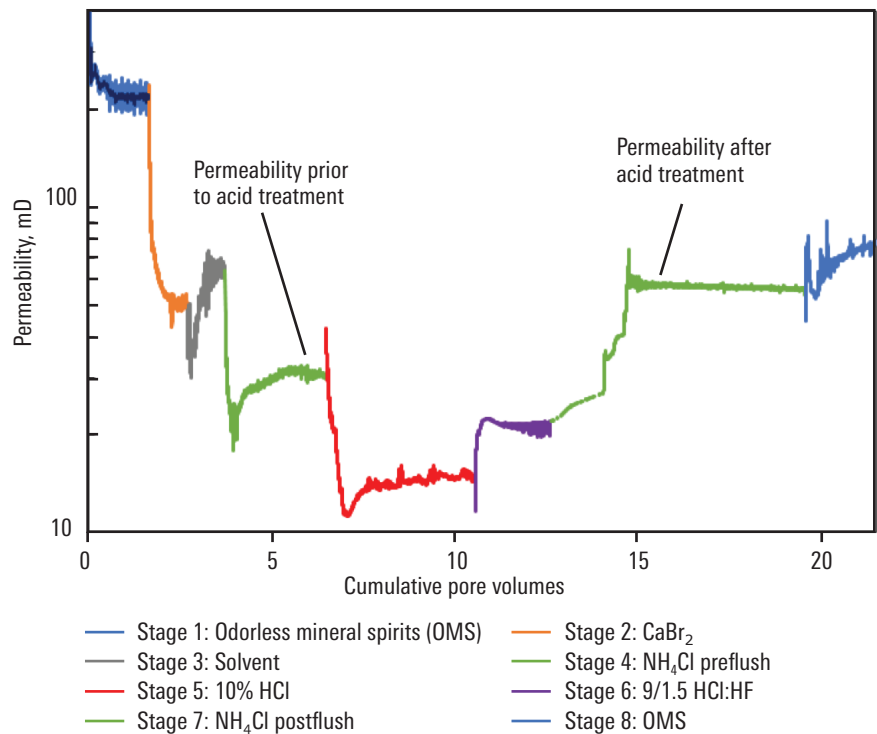 Permeability, mD
100
10
Permeability prior
to acid treatment
Permeability after
acid treatment
0
5
10
15
20
Cumulative pore volumes
Stage 1: Odorless mineral spirits (OMS)
Stage 2: CaBr₂
Stage 3: Solvent
Stage 4: NH₄Cl preflush
Stage 5: 10% HCl
Stage 6: 9/1.5 HCl:HF
Stage 7: NH₄Cl postflush
Stage 8: OMS